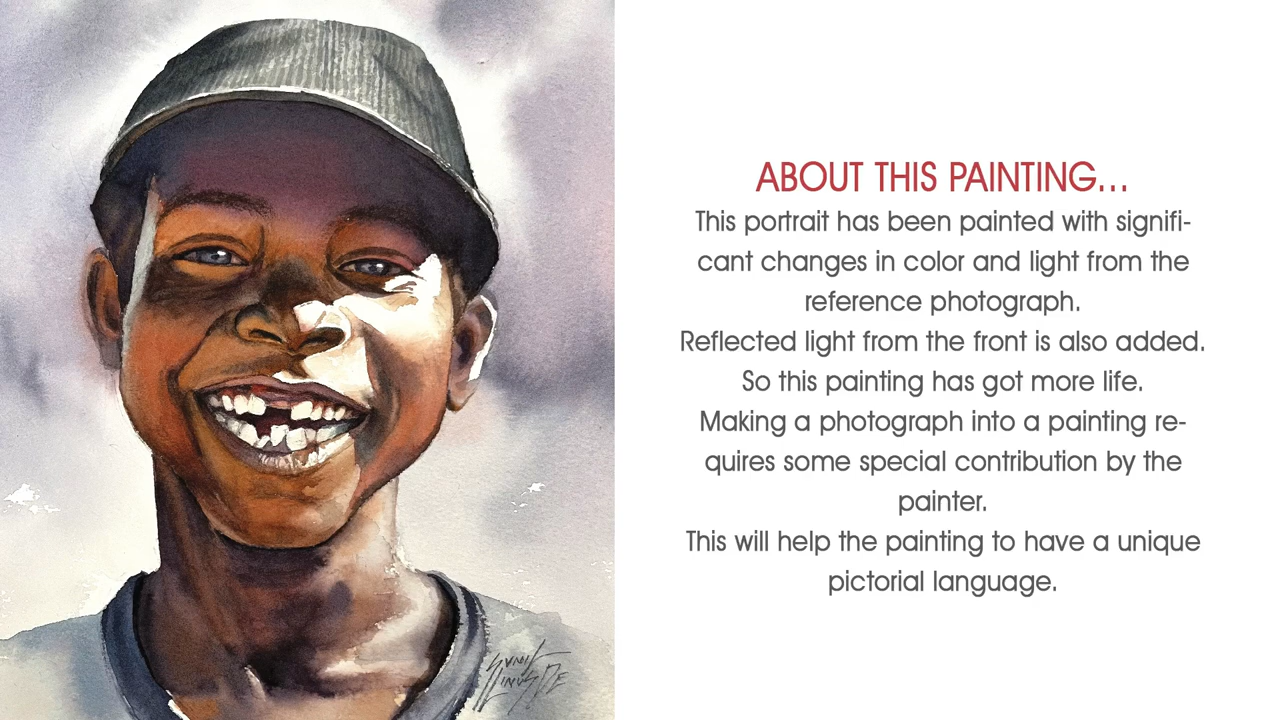 ABOUT THIS PAINTING...
This portrait has been painted with signifi-
cant changes in color and light from the
reference photograph.
Reflected light from the front is also added.
So this painting has got more life.
Making a photograph into a painting re-
quires some special contribution by the
painter.
This will help the painting to have a unique
pictorial language.
SUNIL
LINUS DE